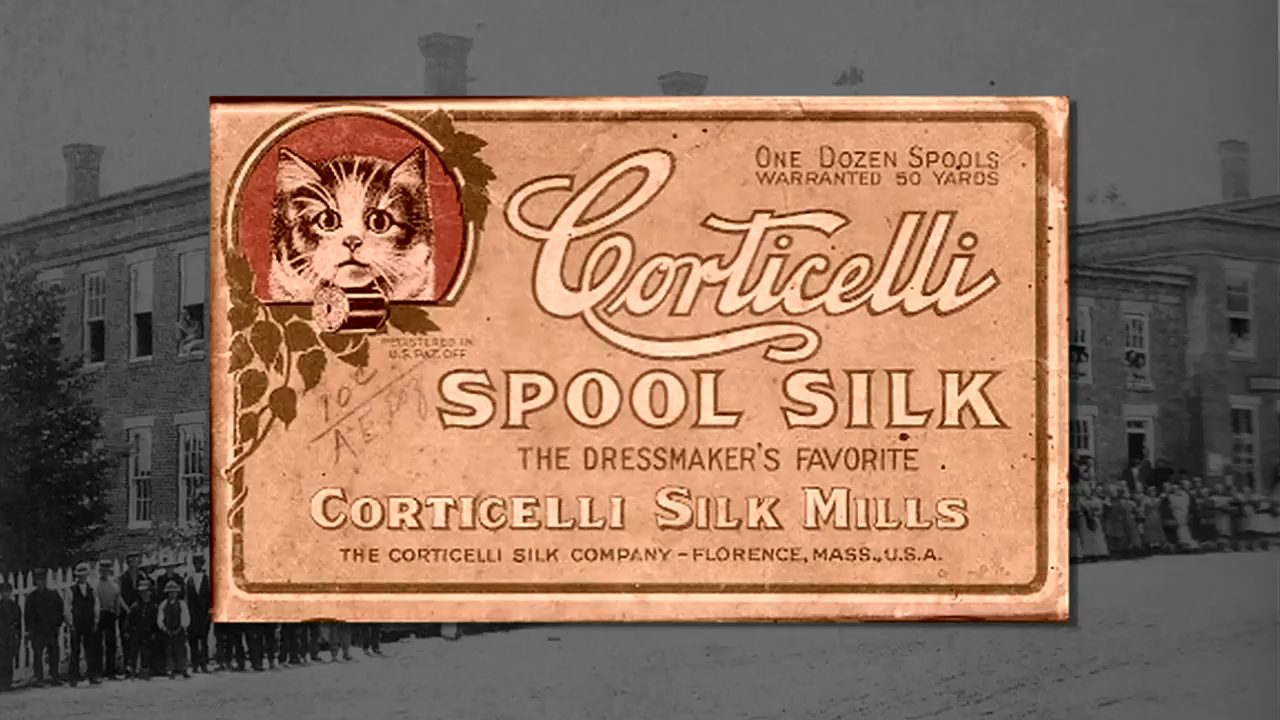 ONE DOZEN SPOOLS
WARRANTED 50 YARDS
Corticelli
REGISTERED IN
U.S. PAT. OFF
10c
SPOOL SILK
THE DRESSMAKER'S FAVORITE
CORTICELLI SILK MILLS
THE CORTICELLI SILK COMPANY – FLORENCE, MASS., U.S.A.